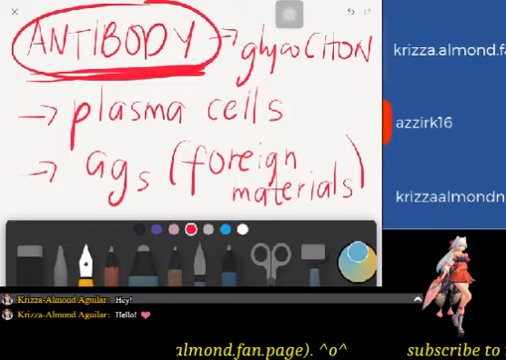 ANTIBODY → glycoCHON
→ plasma cells
→ ags (foreign
materials)
krizza.almond.fa
azzirk16
krizzaalmondn
Krizza-Almond Aguilar: Hey!
Krizza-Almond Aguilar: Hello! ❤
almond.fan.page). ^o^ subscribe to